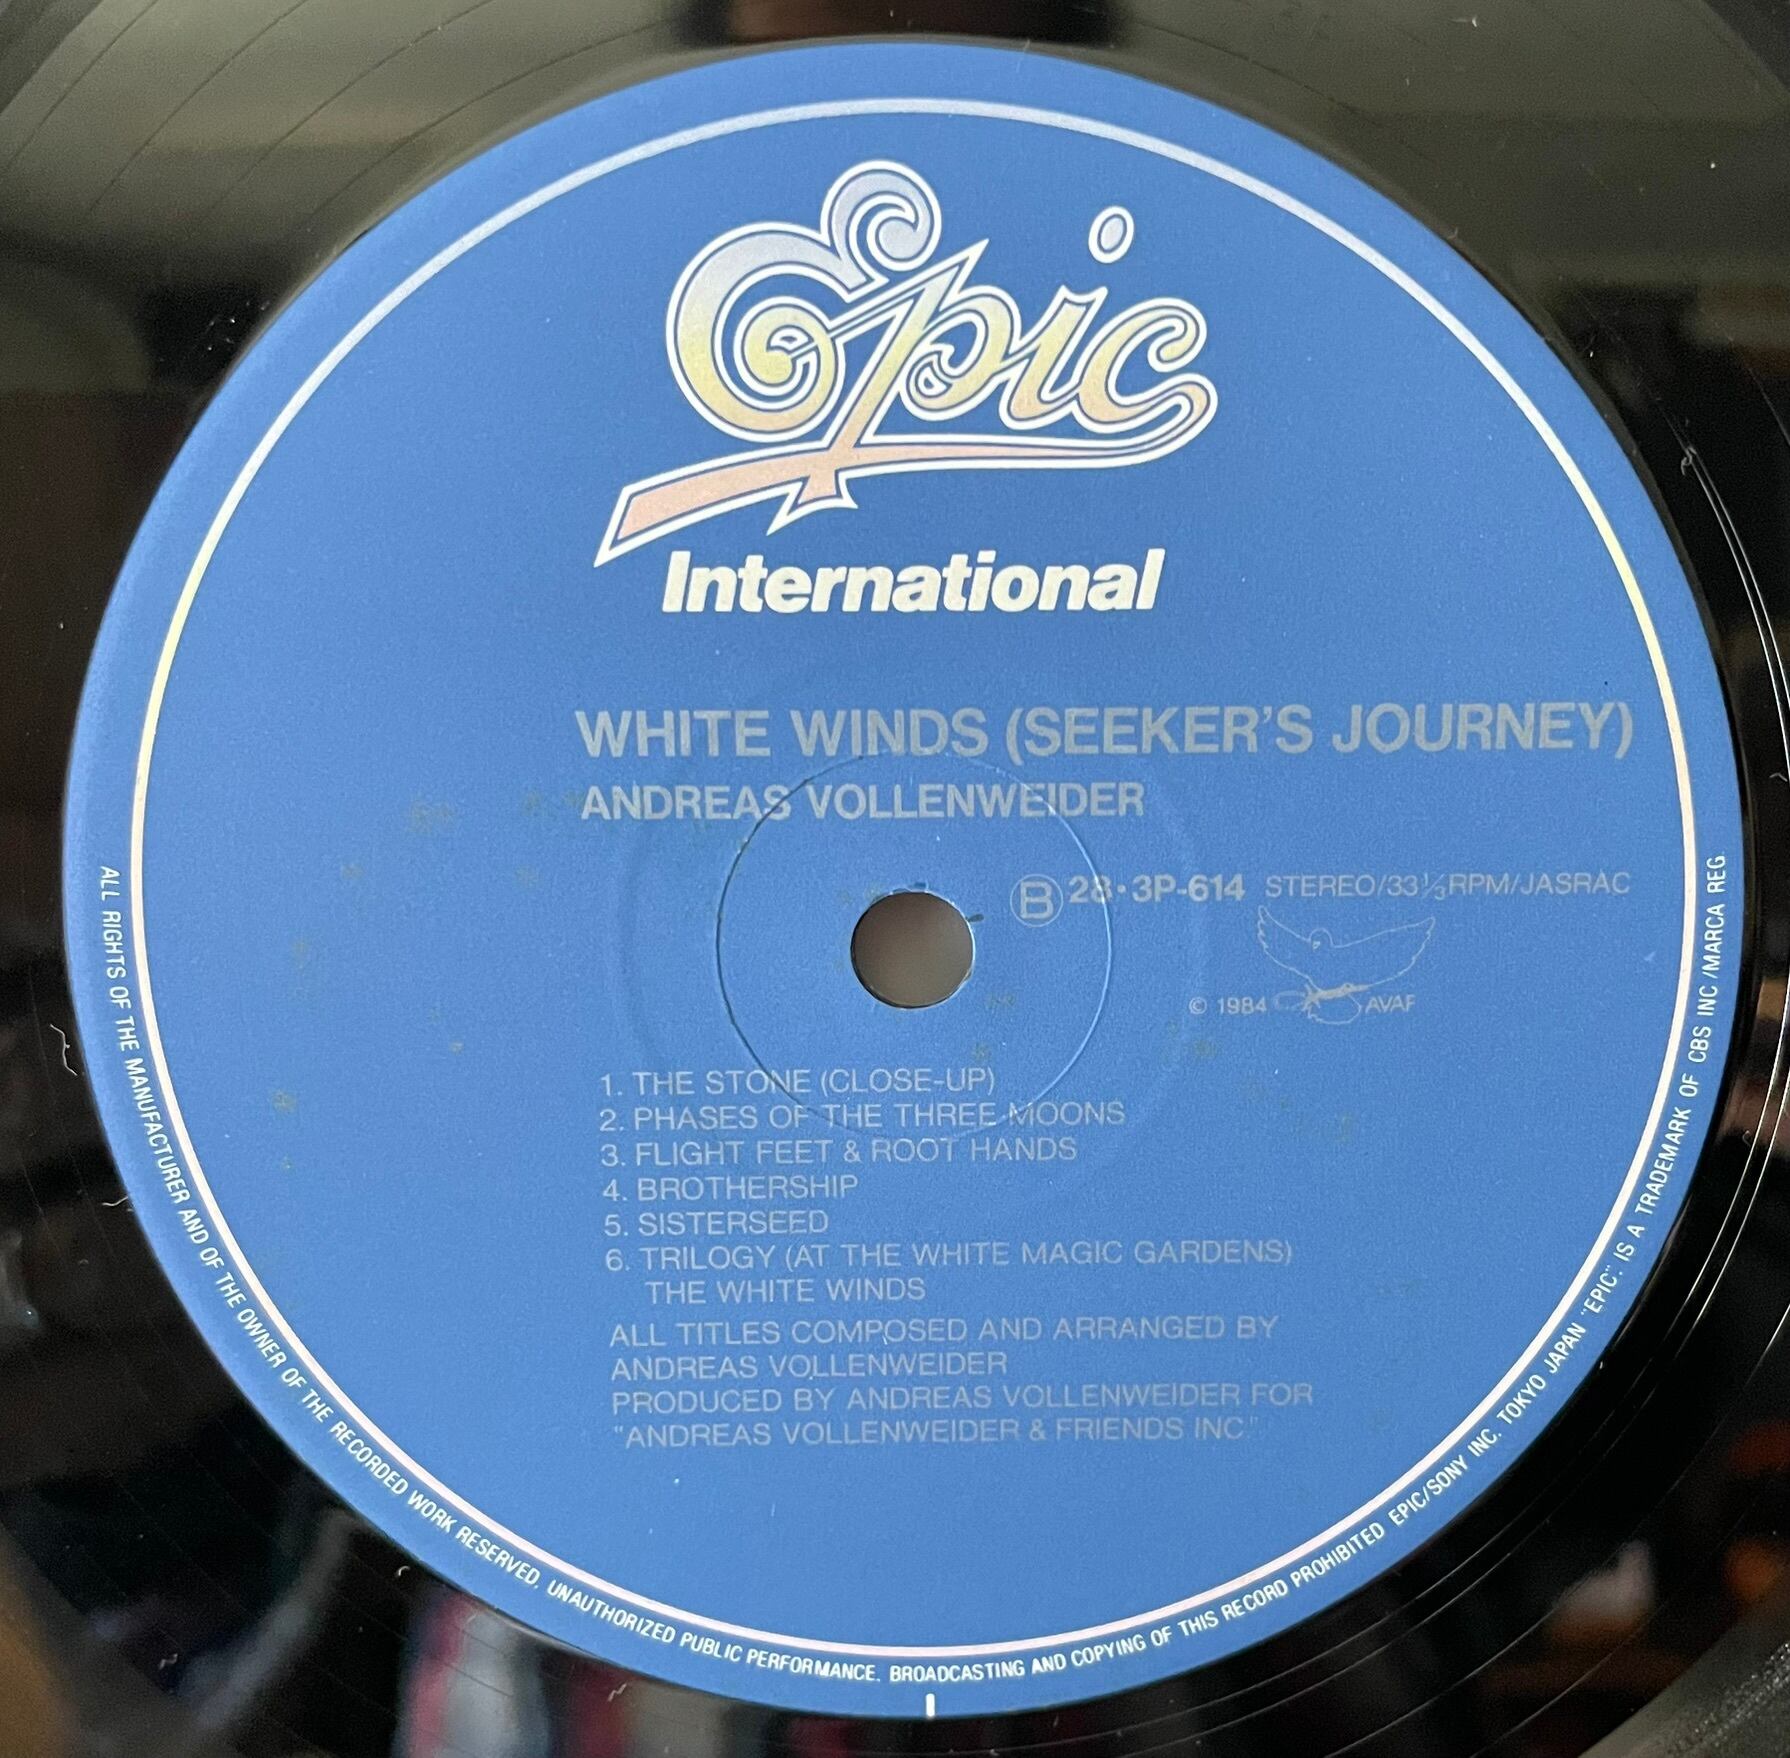 Epic
International
WHITE WINDS (SEEKER'S JOURNEY)
ANDREAS VOLLENWEIDER
B 28・3P-614 STEREO/33⅓RPM/JASRAC
© 1984 AVAF
1. THE STONE (CLOSE-UP)
2. PHASES OF THE THREE MOONS
3. FLIGHT FEET & ROOT HANDS
4. BROTHERSHIP
5. SISTERSEED
6. TRILOGY (AT THE WHITE MAGIC GARDENS)
THE WHITE WINDS
ALL TITLES COMPOSED AND ARRANGED BY
ANDREAS VOLLENWEIDER
PRODUCED BY ANDREAS VOLLENWEIDER FOR
"ANDREAS VOLLENWEIDER & FRIENDS INC."
ALL RIGHTS OF THE MANUFACTURER AND OF THE OWNER OF THE RECORDED WORK RESERVED. UNAUTHORIZED PUBLIC PERFORMANCE. BROADCASTING AND COPYING OF THIS RECORD PROHIBITED EPIC/SONY INC. TOKYO JAPAN "EPIC". IS A TRADEMARK OF CBS INC /MARCA REG